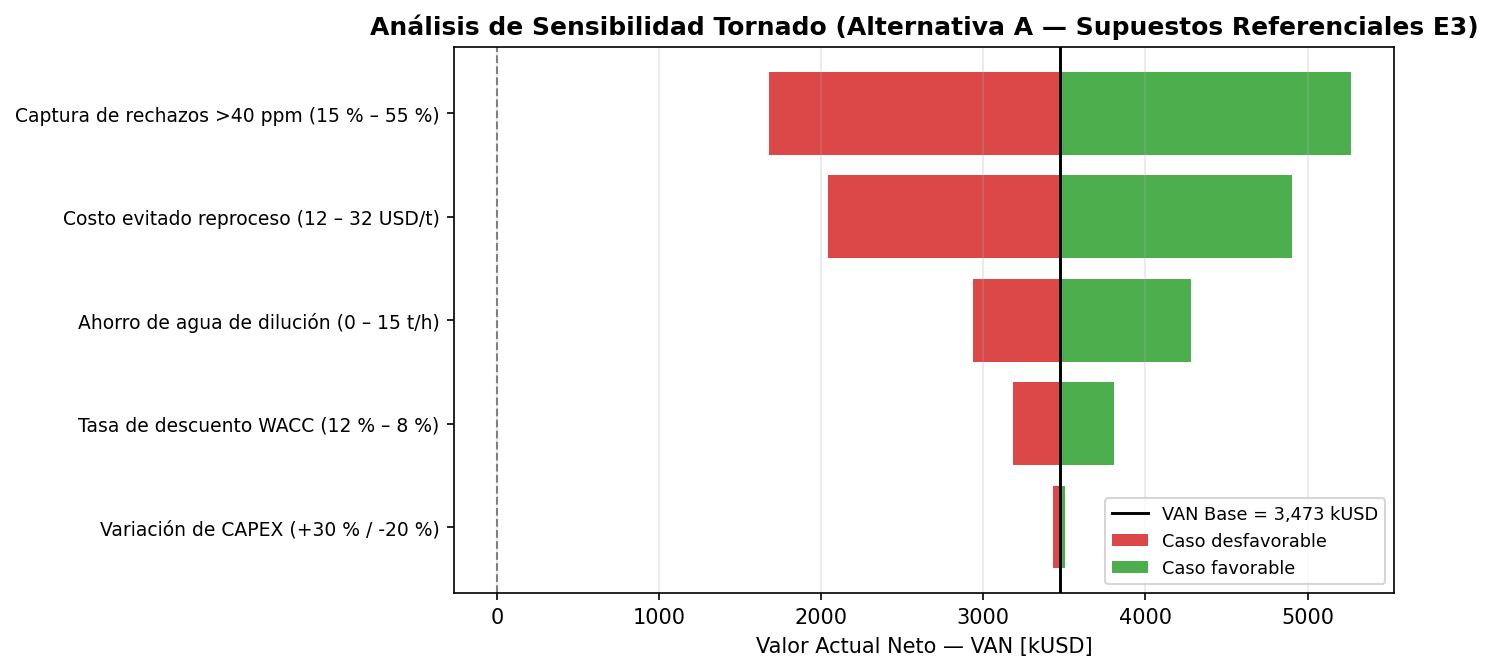 Análisis de Sensibilidad Tornado (Alternativa A — Supuestos Referenciales E3)
Captura de rechazos >40 ppm (15 % – 55 %)
Costo evitado reproceso (12 – 32 USD/t)
Ahorro de agua de dilución (0 – 15 t/h)
Tasa de descuento WACC (12 % – 8 %)
Variación de CAPEX (+30 % / -20 %)
VAN Base = 3,473 kUSD
Caso desfavorable
Caso favorable
0 1000 2000 3000 4000 5000
Valor Actual Neto — VAN [kUSD]